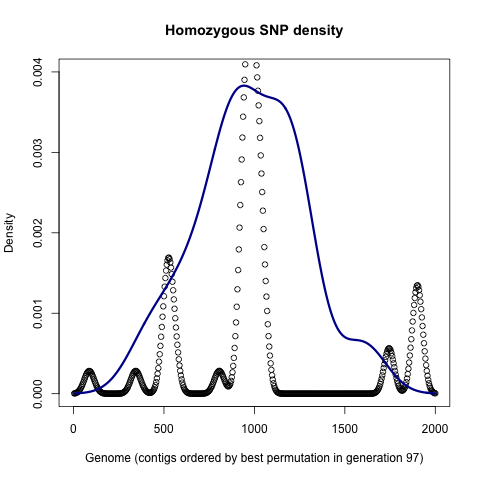 Homozygous SNP density
Density
0.004
0.003
0.002
0.001
0.000
0 500 1000 1500 2000
Genome (contigs ordered by best permutation in generation 97)